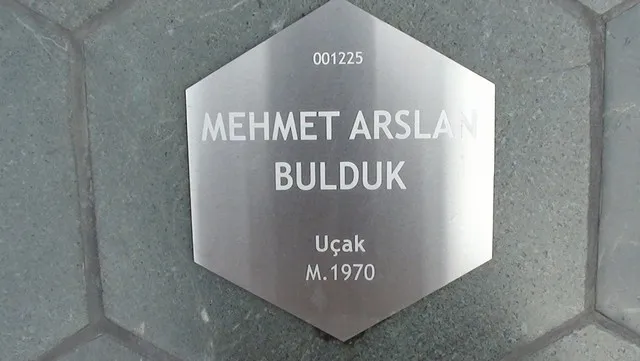 001225
MEHMET ARSLAN
BULDUK
Uçak
M.1970